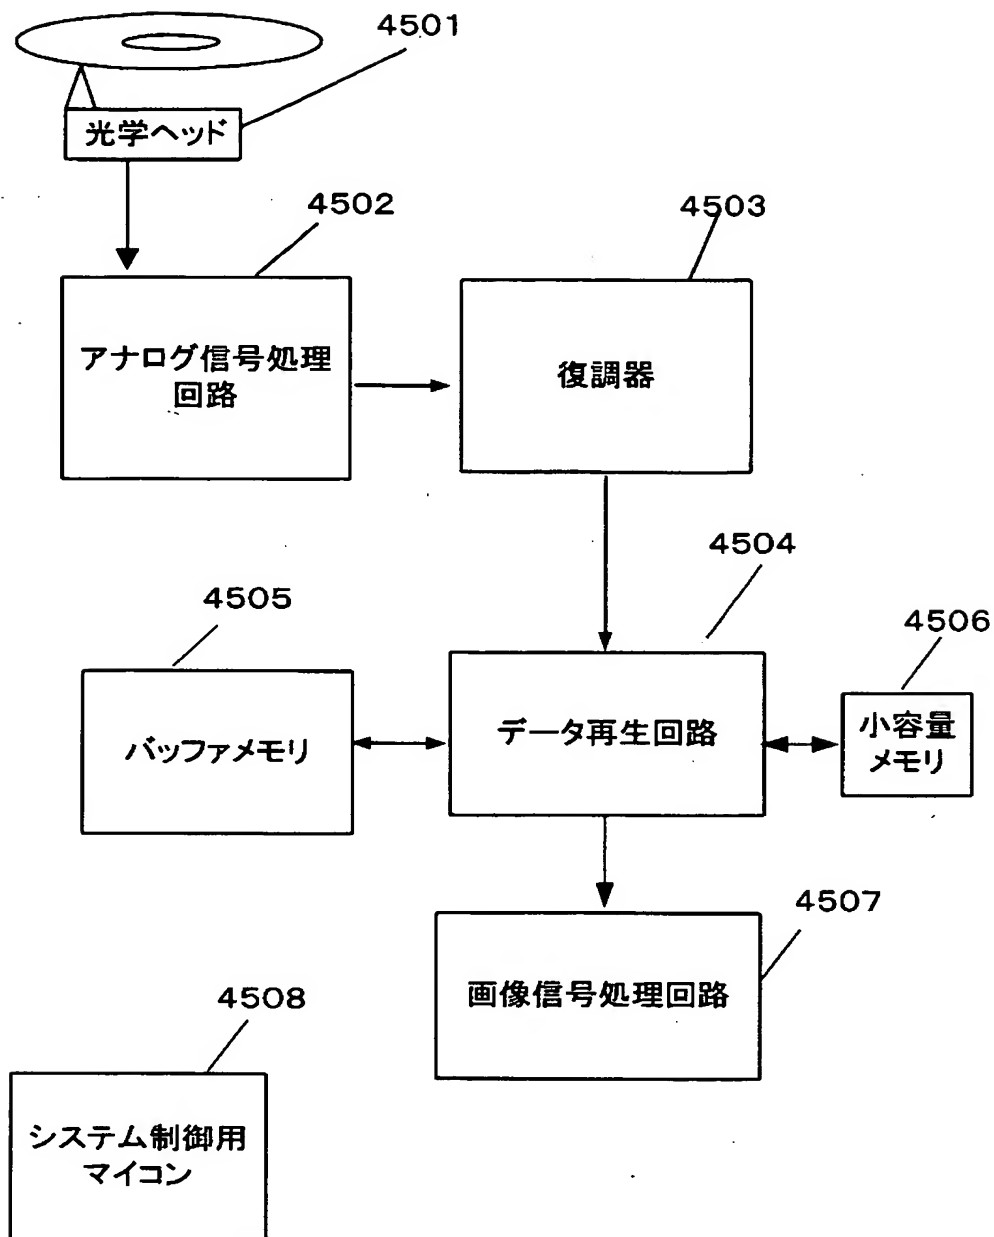 4501
光学ヘッド
4502
4503
アナログ信号処理
回路
復調器
4504
4505
4506
バッファメモリ
データ再生回路
小容量
メモリ
4507
画像信号処理回路
4508
システム制御用
マイコン